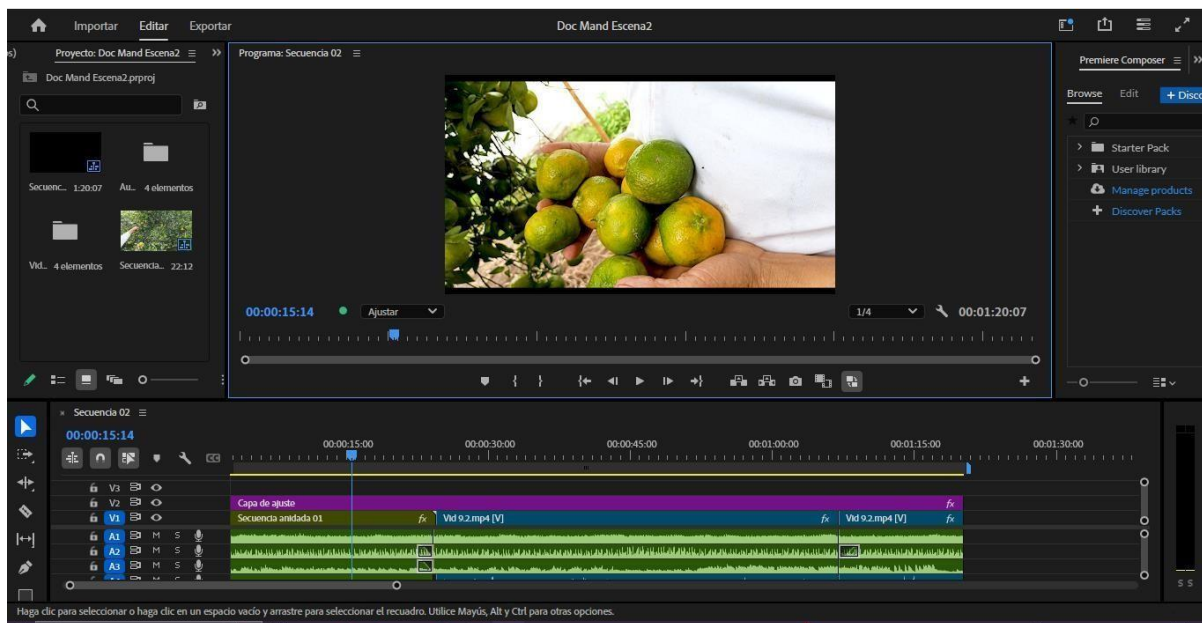 Importar Editar Exportar
Doc Mand Escena2
Proyecto: Doc Mand Escena2
Doc Mand Escena2.prproj
Secuenc... 1:20:07
Au... 4 elementos
Vid... 4 elementos
Secuencia... 22:12
Programa: Secuencia 02
00:00:15:14
Ajustar
1/4
00:01:20:07
Premiere Composer
Browse Edit + Disco
Starter Pack
User library
Manage products
Discover Packs
Secuencia 02
00:00:15:14
00:00:15:00 00:00:30:00 00:00:45:00 00:01:00:00 00:01:15:00 00:01:30:00
V3
V2 Capa de ajuste fx
V1 Secuencia anidada 01 fx Vid 9.2.mp4 [V] fx Vid 9.2.mp4 [V] fx
A1 M S
A2 M S
A3 M S
S S
Haga clic para seleccionar o haga clic en un espacio vacío y arrastre para seleccionar el recuadro. Utilice Mayús, Alt y Ctrl para otras opciones.